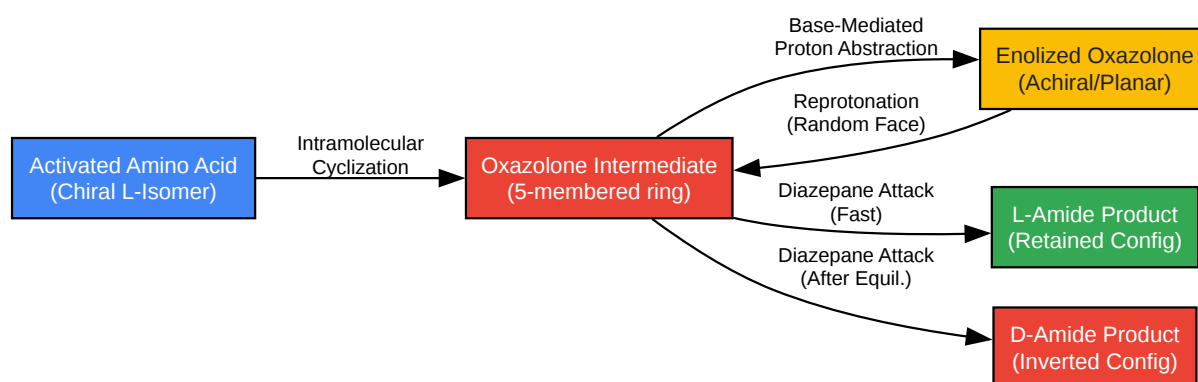 Activated Amino Acid
(Chiral L-Isomer)
Intramolecular
Cyclization
Oxazolone Intermediate
(5-membered ring)
Base-Mediated
Proton Abstraction
Enolized Oxazolone
(Achiral/Planar)
Reprotonation
(Random Face)
Diazepane Attack
(Fast)
L-Amide Product
(Retained Config)
Diazepane Attack
(After Equil.)
D-Amide Product
(Inverted Config)